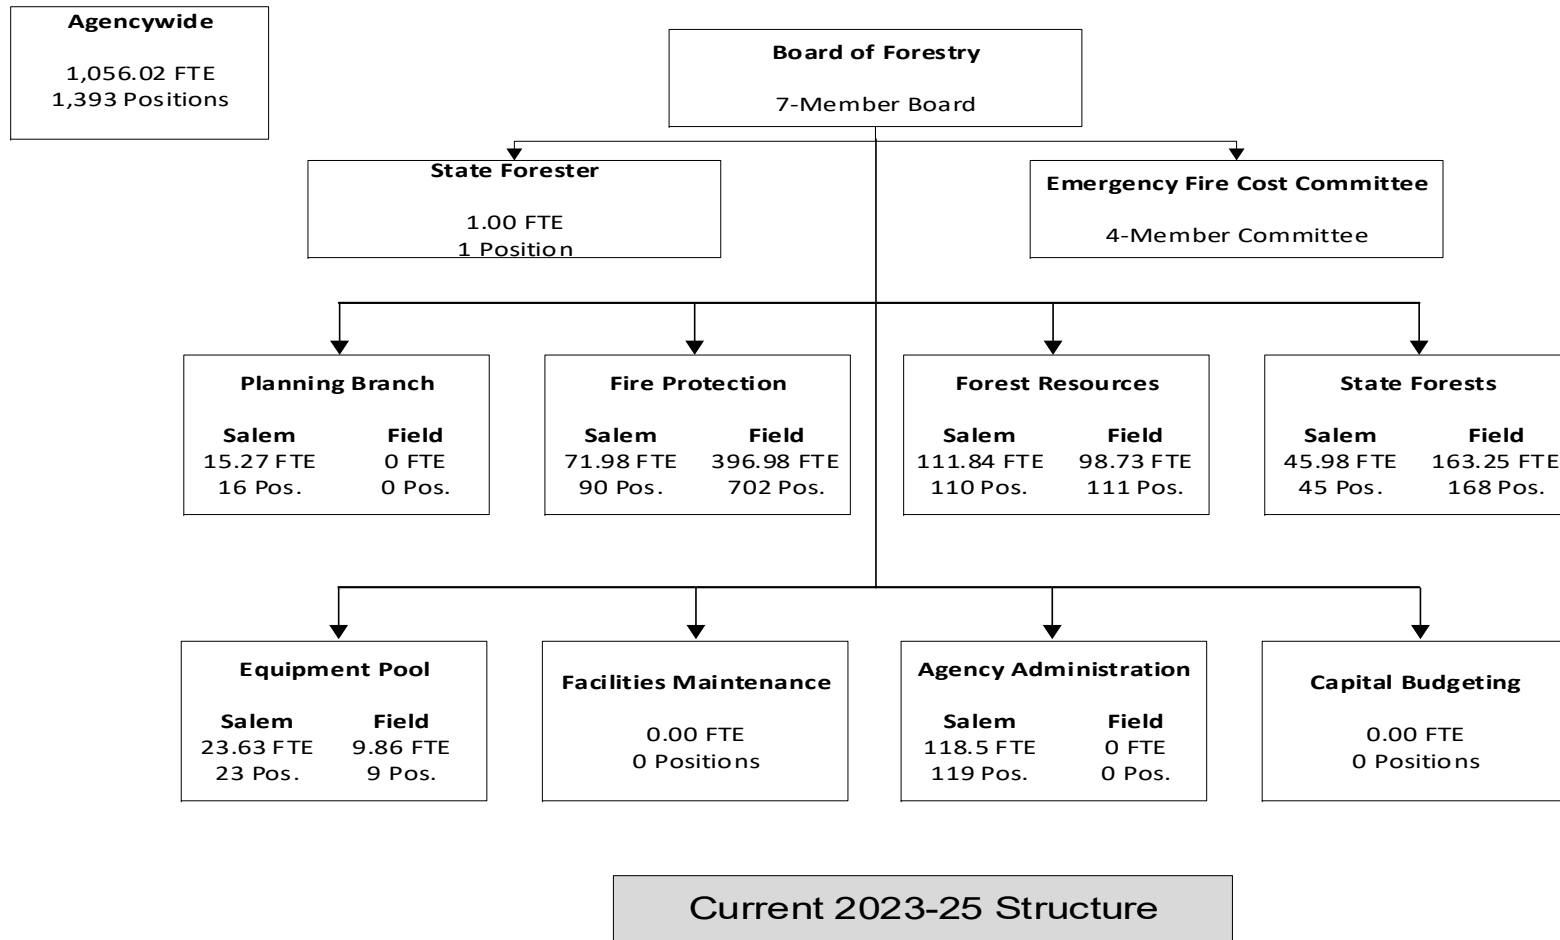 Agencywide
1,056.02 FTE
1,393 Positions
Board of Forestry
7-Member Board
State Forester
1.00 FTE
1 Position
Emergency Fire Cost Committee
4-Member Committee
Planning Branch
Salem Field
15.27 FTE 0 FTE
16 Pos. 0 Pos.
Fire Protection
Salem Field
71.98 FTE 396.98 FTE
90 Pos. 702 Pos.
Forest Resources
Salem Field
111.84 FTE 98.73 FTE
110 Pos. 111 Pos.
State Forests
Salem Field
45.98 FTE 163.25 FTE
45 Pos. 168 Pos.
Equipment Pool
Salem Field
23.63 FTE 9.86 FTE
23 Pos. 9 Pos.
Facilities Maintenance
0.00 FTE
0 Positions
Agency Administration
Salem Field
118.5 FTE 0 FTE
119 Pos. 0 Pos.
Capital Budgeting
0.00 FTE
0 Positions
Current 2023-25 Structure